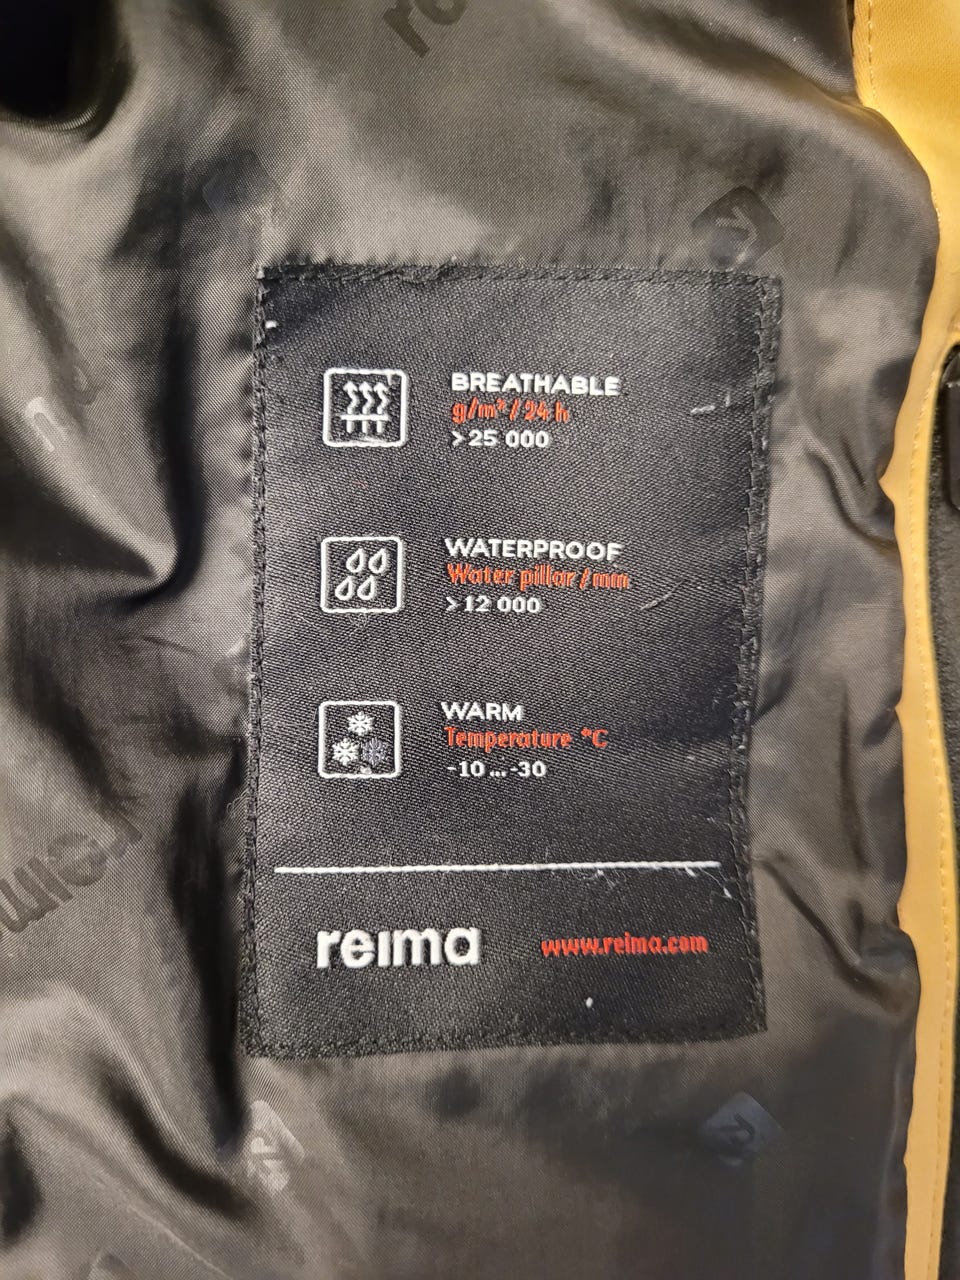 BREATHABLE
g/m²/24 h
>25 000
WATERPROOF
Water pillar/mm
>12 000
WARM
Temperature °C
-10 ... -30
reima
www.reima.com
reima